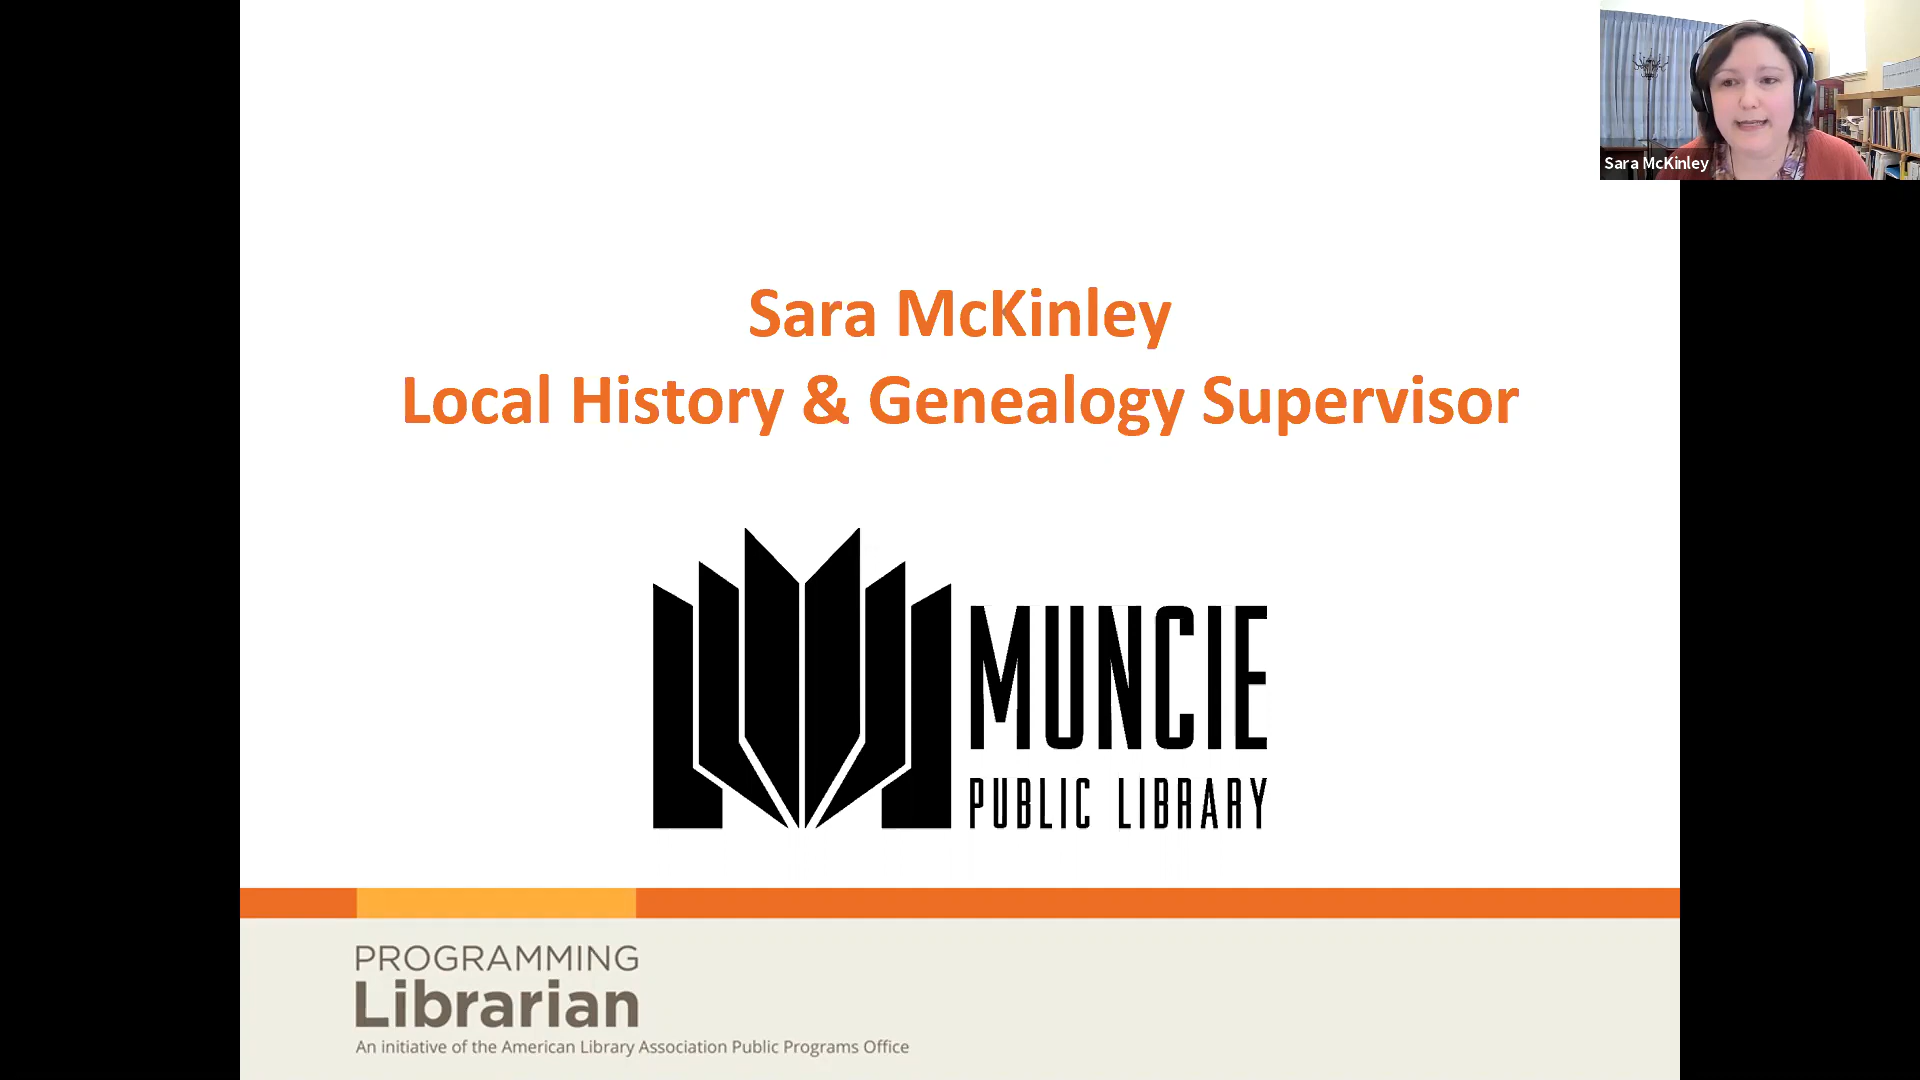 Sara McKinley
Sara McKinley
Local History & Genealogy Supervisor
MUNCIE
PUBLIC LIBRARY
PROGRAMMING
Librarian
An initiative of the American Library Association Public Programs Office